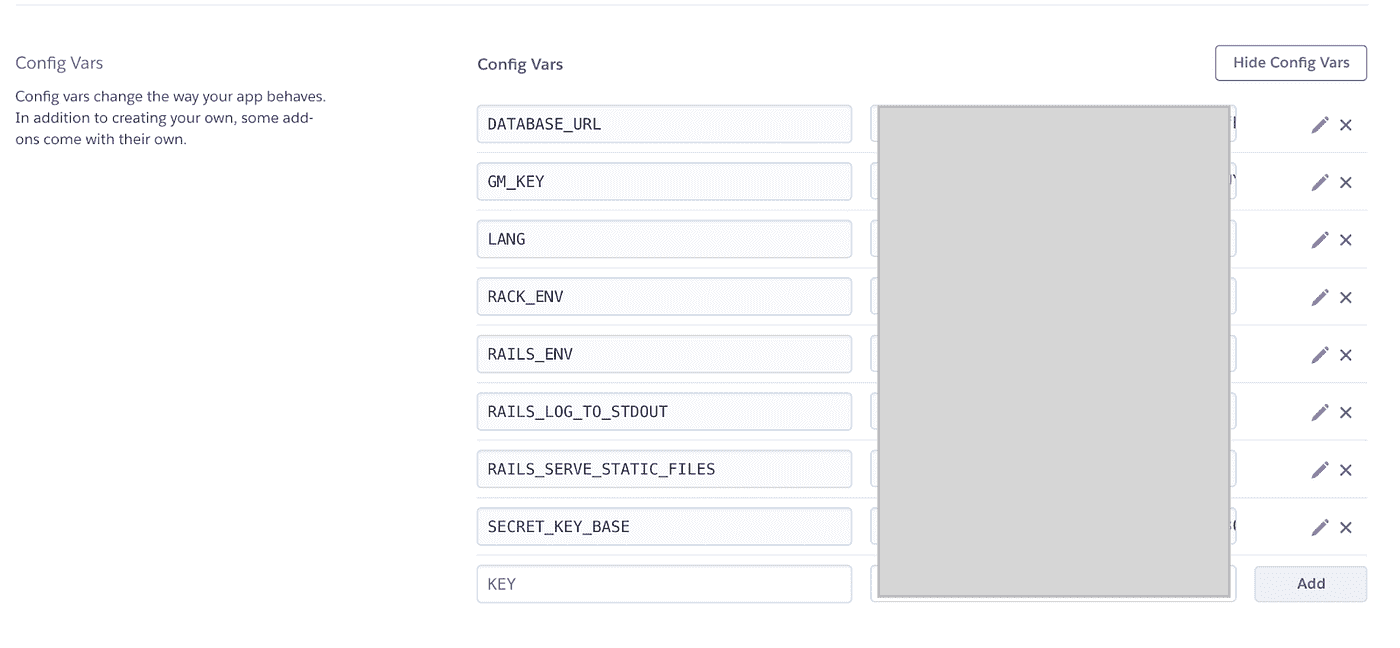 Config Vars
Config vars change the way your app behaves.
In addition to creating your own, some add-
ons come with their own.
Config Vars
Hide Config Vars
DATABASE_URL
GM_KEY
LANG
RACK_ENV
RAILS_ENV
RAILS_LOG_TO_STDOUT
RAILS_SERVE_STATIC_FILES
SECRET_KEY_BASE
KEY
Add